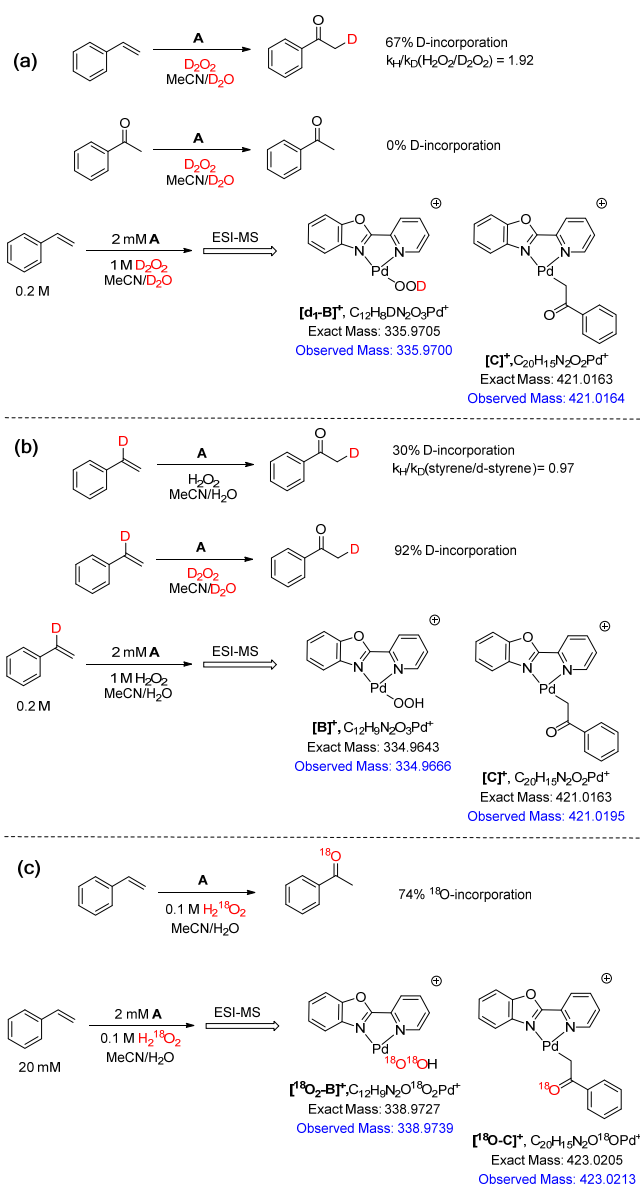 (a)
A
D₂O₂
MeCN/D₂O
O
D
67% D-incorporation
kH/kD(H₂O₂/D₂O₂) = 1.92
O
A
D₂O₂
MeCN/D₂O
O
0% D-incorporation
0.2 M
2 mM A
1 M D₂O₂
MeCN/D₂O
ESI-MS
O
N
N
Pd
OOD
⊕
[d₁-B]⁺, C₁₂H₈DN₂O₃Pd⁺
Exact Mass: 335.9705
Observed Mass: 335.9700
O
N
N
Pd
O
⊕
[C]⁺,C₂₀H₁₅N₂O₂Pd⁺
Exact Mass: 421.0163
Observed Mass: 421.0164
(b)
D
A
H₂O₂
MeCN/H₂O
O
D
30% D-incorporation
kH/kD(styrene/d-styrene)= 0.97
D
A
D₂O₂
MeCN/D₂O
O
D
92% D-incorporation
D
0.2 M
2 mM A
1M H₂O₂
MeCN/H₂O
ESI-MS
O
N
N
Pd
OOH
⊕
[B]⁺, C₁₂H₉N₂O₃Pd⁺
Exact Mass: 334.9643
Observed Mass: 334.9666
O
N
N
Pd
O
⊕
[C]⁺, C₂₀H₁₅N₂O₂Pd⁺
Exact Mass: 421.0163
Observed Mass: 421.0195
(c)
A
0.1 M H₂¹⁸O₂
MeCN/H₂O
¹⁸O
74% ¹⁸O-incorporation
20 mM
2 mM A
0.1 M H₂¹⁸O₂
MeCN/H₂O
ESI-MS
O
N
N
Pd
¹⁸O¹⁸OH
⊕
[¹⁸O₂-B]⁺,C₁₂H₉N₂O¹⁸O₂Pd⁺
Exact Mass: 338.9727
Observed Mass: 338.9739
O
N
N
Pd
¹⁸O
⊕
[¹⁸O-C]⁺, C₂₀H₁₅N₂O¹⁸OPd⁺
Exact Mass: 423.0205
Observed Mass: 423.0213